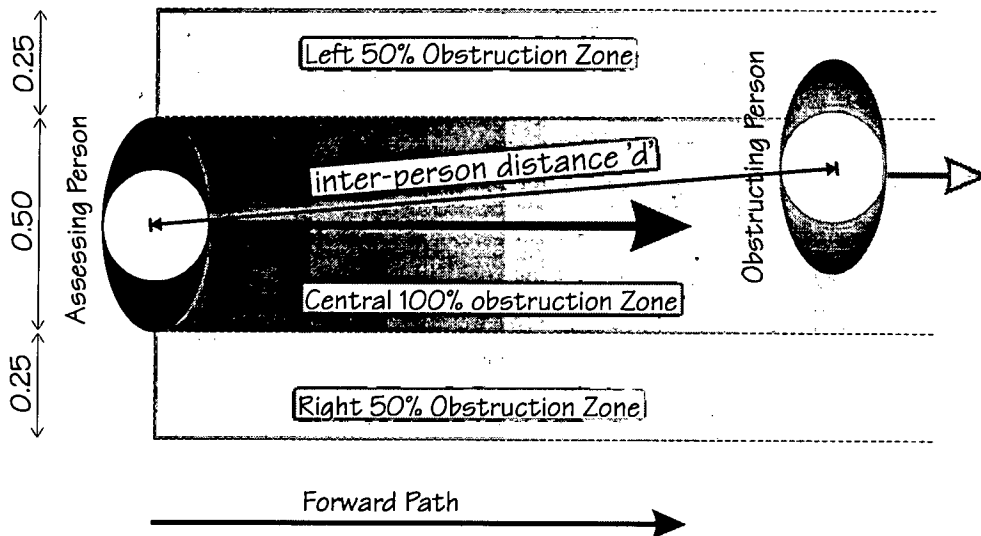 0.25
Left 50% Obstruction Zone
Assessing Person
0.50
inter-person distance 'd'
Obstructing Person
Central 100% obstruction Zone
0.25
Right 50% Obstruction Zone
Forward Path